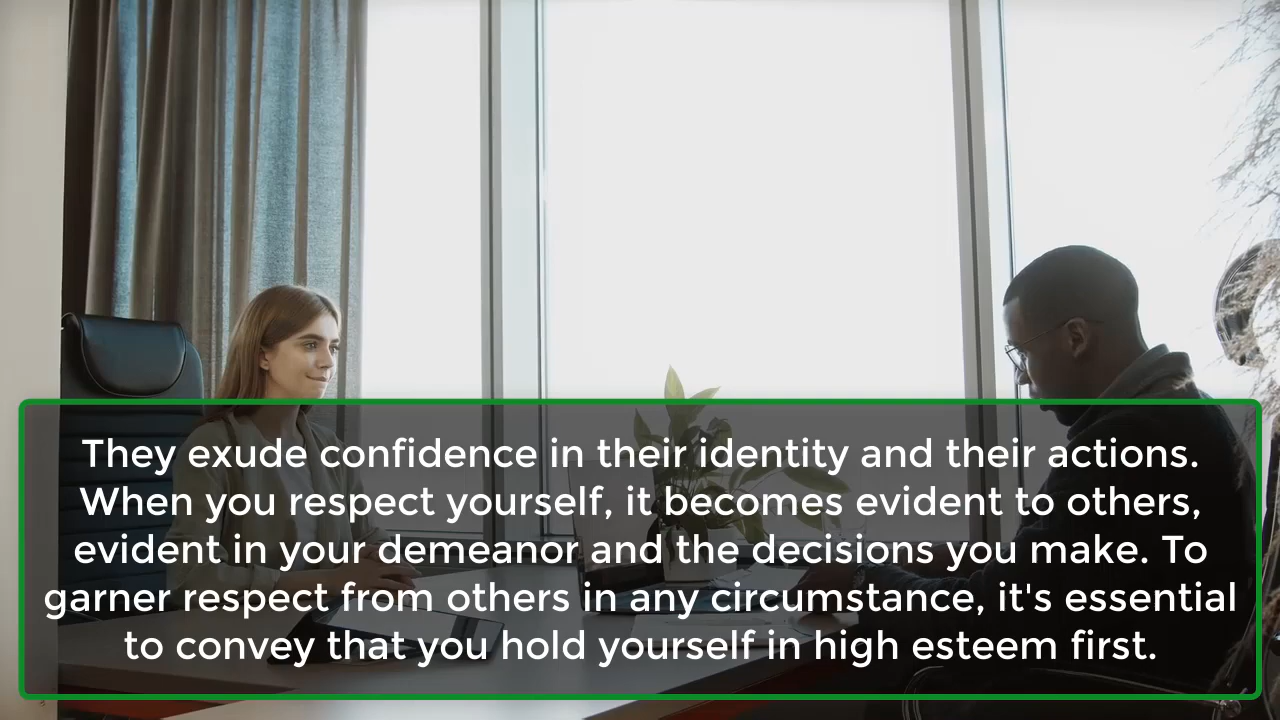 They exude confidence in their identity and their actions.
When you respect yourself, it becomes evident to others,
evident in your demeanor and the decisions you make. To
garner respect from others in any circumstance, it's essential
to convey that you hold yourself in high esteem first.